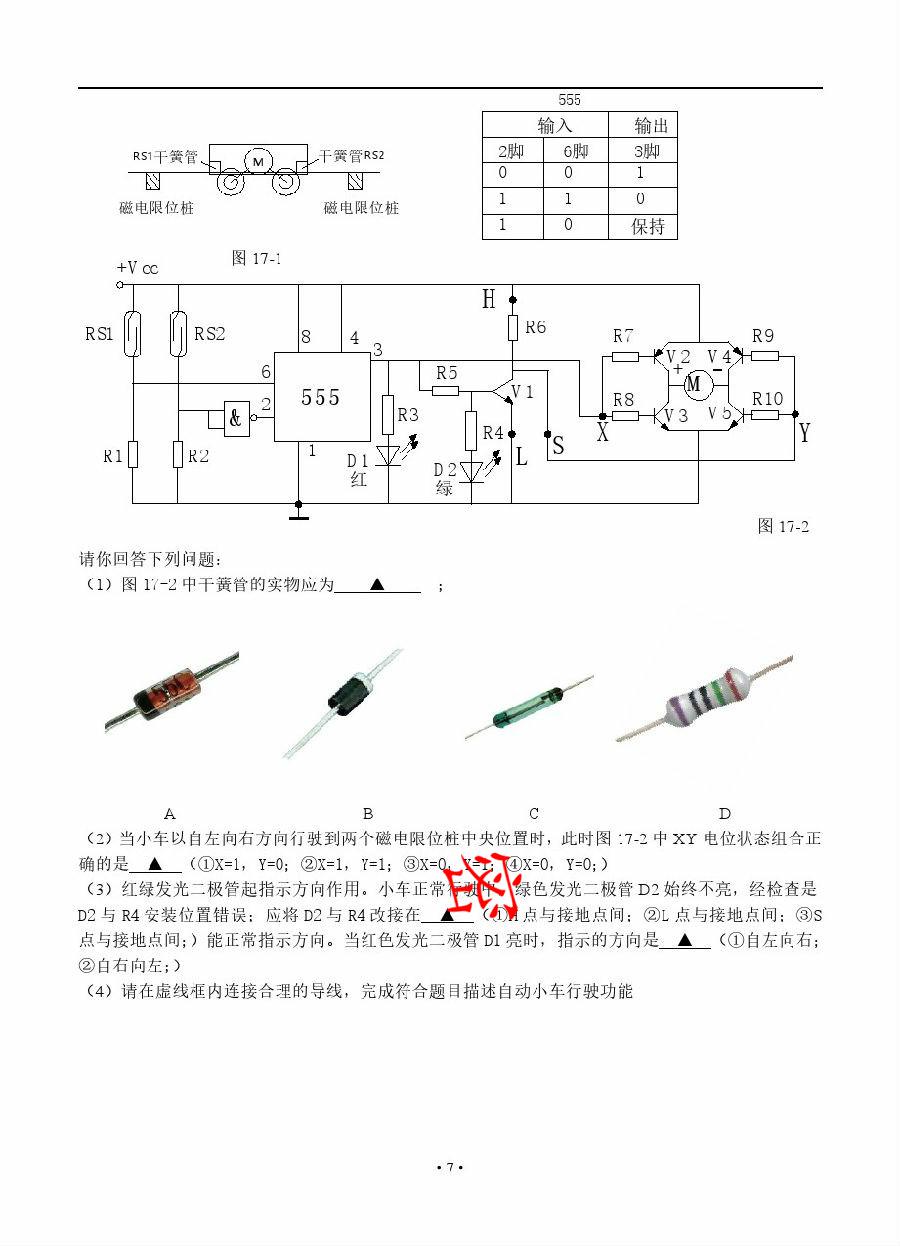 555
输入 输出
2脚 6脚 3脚
0 0 1
1 1 0
1 0 保持
RS1干簧管 M 干簧管RS2
磁电限位桩 磁电限位桩
图 17-1
+V CC
H
RS1 RS2 8 4 3 R6 R7 R9
6 V2 V4
R5 V1 + M -
555
& 2 R3 R8 V3 V5 R10
R4 X Y
R1 R2 1 D1 L S
红 D2
绿
图 17-2
请你回答下列问题:
(1)图 17-2 中干簧管的实物应为 ▲ ;
A B C D
(2)当小车以自左向右方向行驶到两个磁电限位桩中央位置时，此时图 17-2 中 XY 电位状态组合正
确的是 ▲ (①X=1，Y=0; ②X=1，Y=1; ③X=0，Y=1; ④X=0，Y=0;)
(3）红绿发光二极管起指示方向作用。小车正常行驶中，绿色发光二极管 D2 始终不亮，经检查是
D2 与 R4 安装位置错误; 应将 D2 与 R4 改接在 ▲ (①H 点与接地点间; ②L 点与接地点间; ③S
点与接地点间;)能正常指示方向。当红色发光二极管 D1 亮时，指示的方向是 ▲ (①自左向右;
②自右向左;)
(4）请在虚线框内连接合理的导线，完成符合题目描述自动小车行驶功能
• 7 •